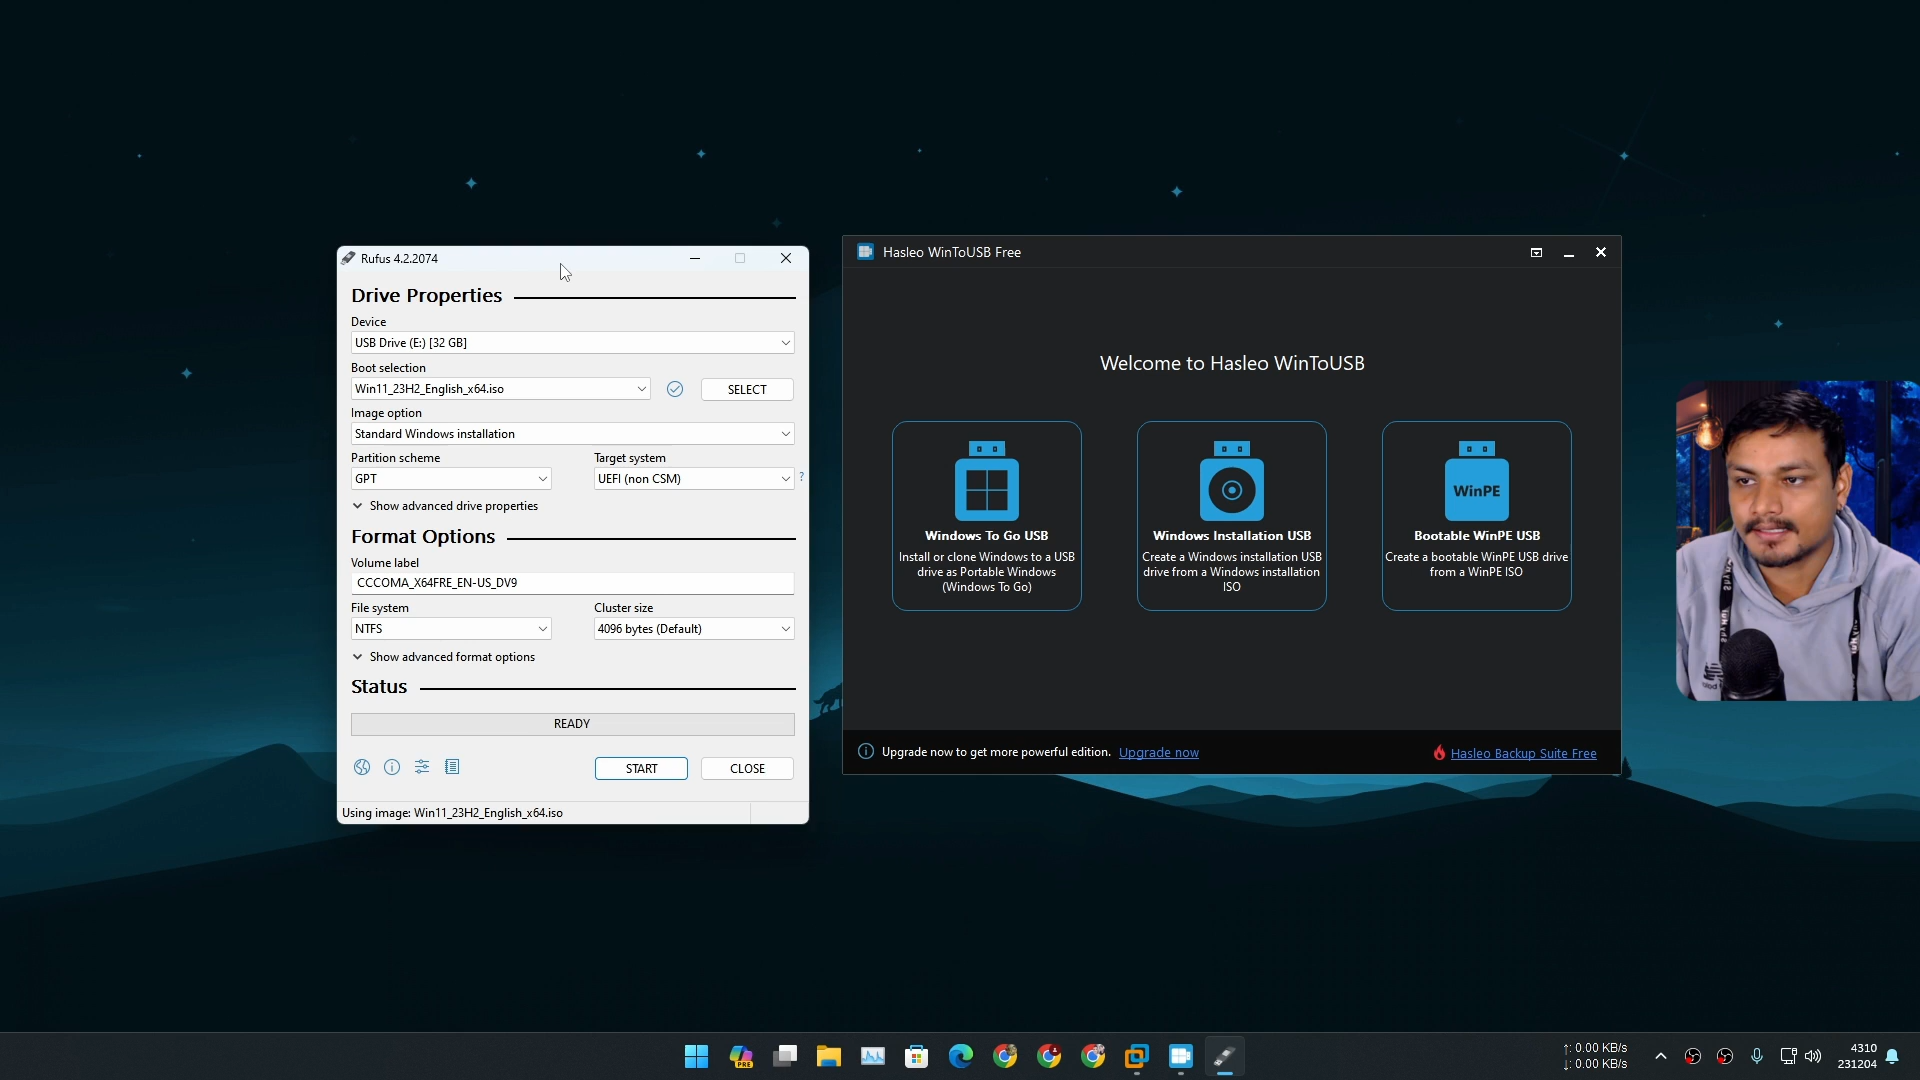 Rufus 4.2.2074
Drive Properties
Device
USB Drive (E:) [32 GB]
Boot selection
Win11_23H2_English_x64.iso
SELECT
Image option
Standard Windows installation
Partition scheme
Target system
GPT
UEFI (non CSM)
?
Show advanced drive properties
Format Options
Volume label
CCCOMA_X64FRE_EN-US_DV9
File system
Cluster size
NTFS
4096 bytes (Default)
Show advanced format options
Status
READY
START
CLOSE
Using image: Win11_23H2_English_x64.iso
Hasleo WinToUSB Free
Welcome to Hasleo WinToUSB
Windows To Go USB
Install or clone Windows to a USB
drive as Portable Windows
(Windows To Go)
Windows Installation USB
Create a Windows installation USB
drive from a Windows installation
ISO
WinPE
Bootable WinPE USB
Create a bootable WinPE USB drive
from a WinPE ISO
Upgrade now to get more powerful edition. Upgrade now
Hasleo Backup Suite Free
PRE
↑: 0.00 KB/s
↓: 0.00 KB/s
4310
231204